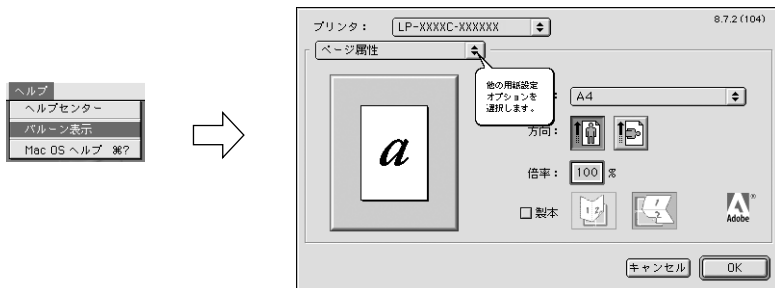 ヘルプ
ヘルプセンター
バルーン表示
Mac OS ヘルプ ⌘?
プリンタ： LP-XXXXC-XXXXXX
8.7.2 (104)
ページ属性
他の用紙設定
オプションを
選択します。
： A4
方向：
a
倍率： 100 %
製本
1 2
2
Adobe
キャンセル OK